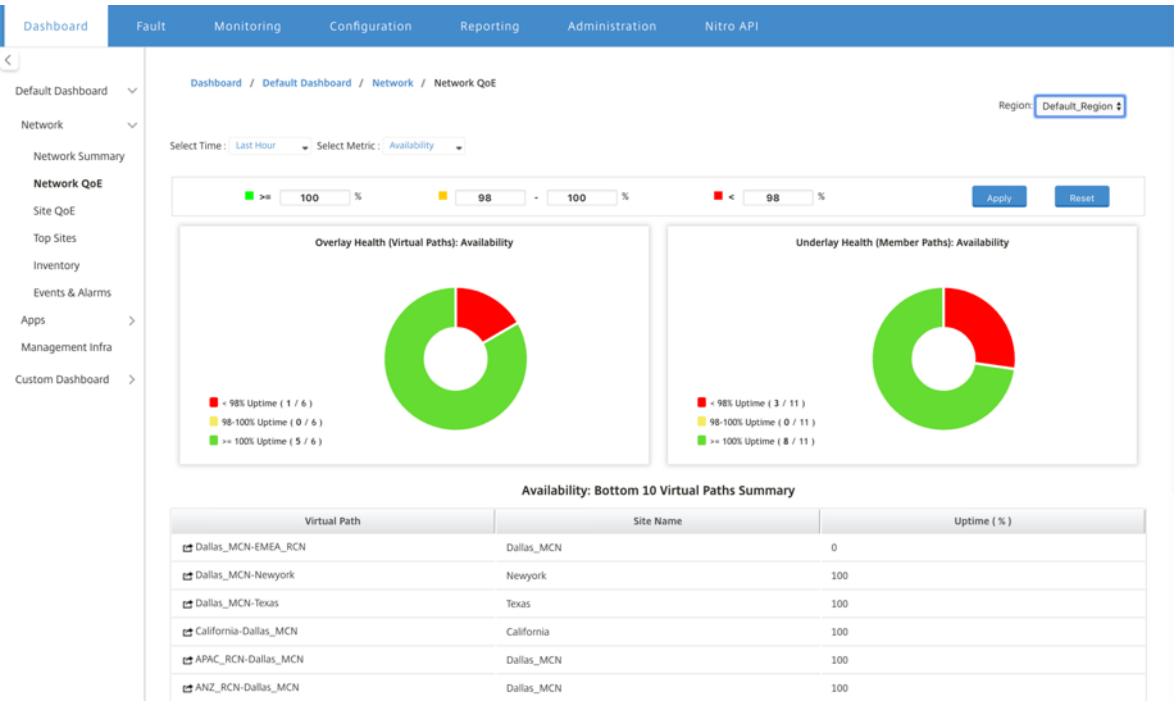 Dashboard Fault Monitoring Configuration Reporting Administration Nitro API
Default Dashboard
Network
Network Summary
Network QoE
Site QoE
Top Sites
Inventory
Events & Alarms
Apps
Management Infra
Custom Dashboard
Dashboard / Default Dashboard / Network / Network QoE
Region: Default_Region
Select Time : Last Hour Select Metric : Availability
>= 100 % 98 - 100 % < 98 % Apply Reset
Overlay Health (Virtual Paths): Availability
< 98% Uptime ( 1 / 6 )
98-100% Uptime ( 0 / 6 )
>= 100% Uptime ( 5 / 6 )
Underlay Health (Member Paths): Availability
< 98% Uptime ( 3 / 11 )
98-100% Uptime ( 0 / 11 )
>= 100% Uptime ( 8 / 11 )
Availability: Bottom 10 Virtual Paths Summary
Virtual Path Site Name Uptime ( % )
Dallas_MCN-EMEA_RCN Dallas_MCN 0
Dallas_MCN-Newyork Newyork 100
Dallas_MCN-Texas Texas 100
California-Dallas_MCN California 100
APAC_RCN-Dallas_MCN Dallas_MCN 100
ANZ_RCN-Dallas_MCN Dallas_MCN 100